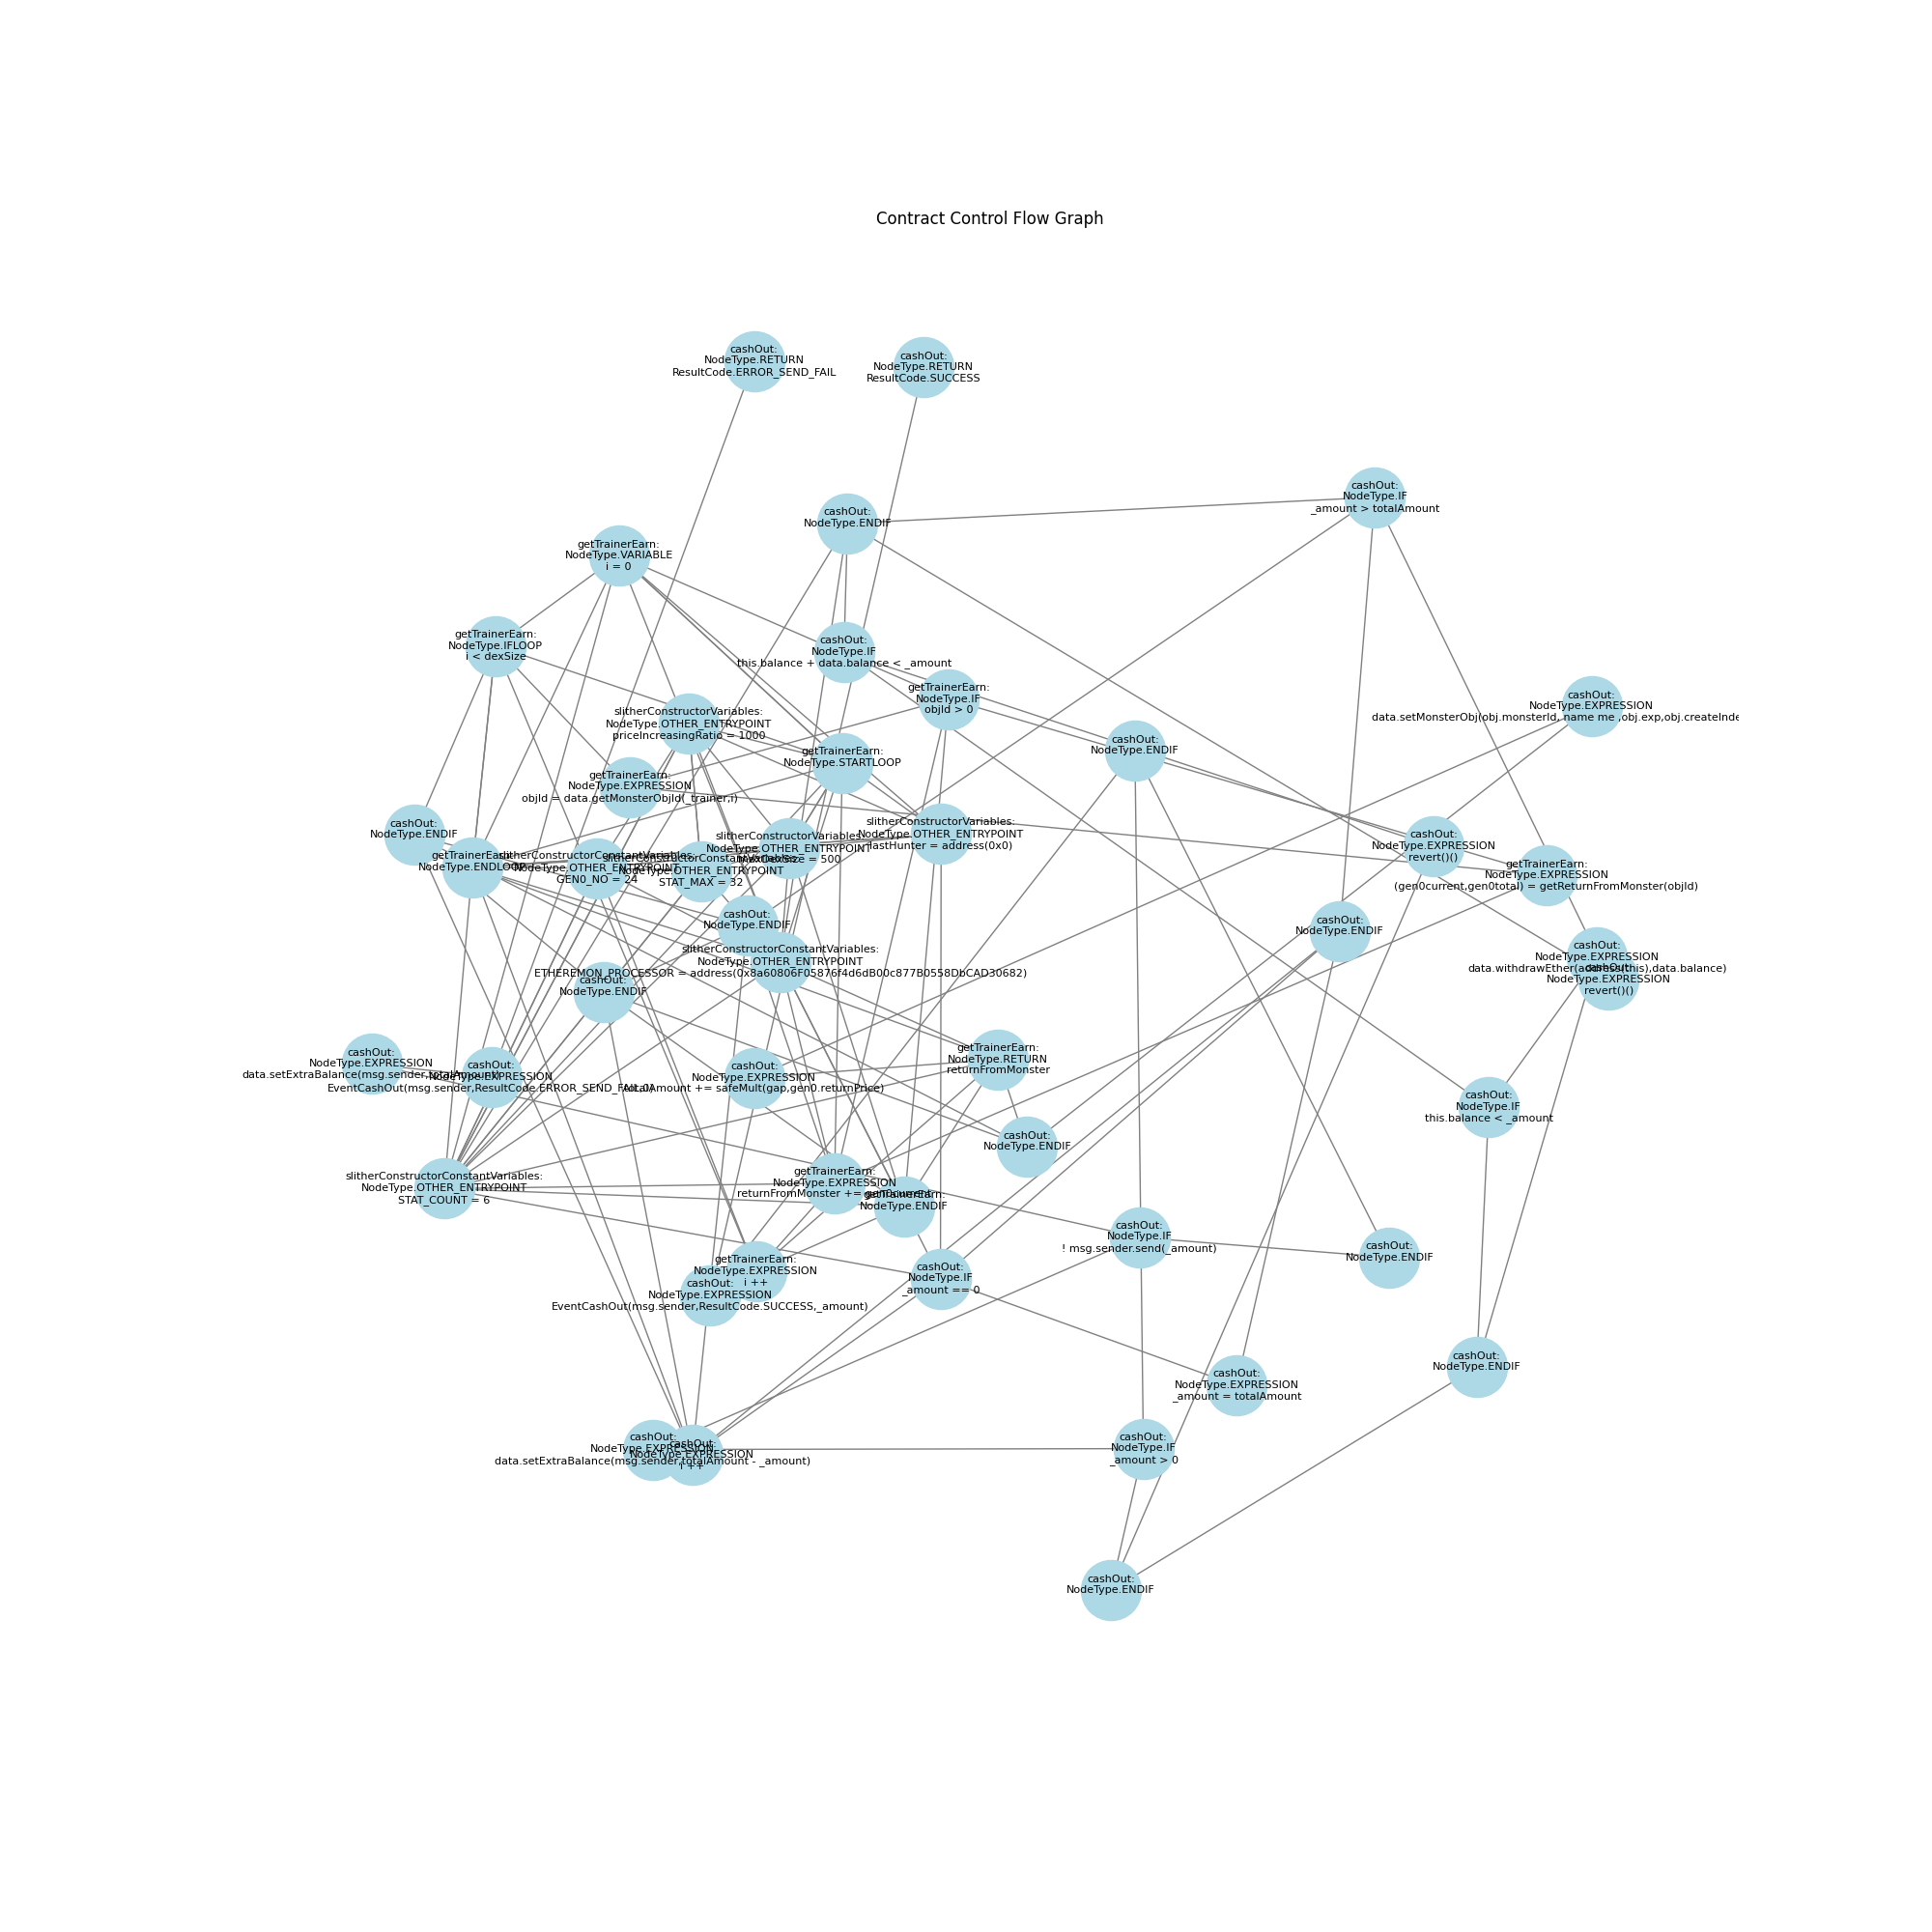 Contract Control Flow Graph
cashOut:
NodeType.RETURN
ResultCode.ERROR_SEND_FAIL
cashOut:
NodeType.RETURN
ResultCode.SUCCESS
cashOut:
NodeType.IF
_amount > totalAmount
cashOut:
NodeType.ENDIF
getTrainerEarn:
NodeType.VARIABLE
i = 0
getTrainerEarn:
NodeType.IFLOOP
i < dexSize
cashOut:
NodeType.IF
this.balance + data.balance < _amount
getTrainerEarn:
NodeType.IF
objId > 0
cashOut:
NodeType.EXPRESSION
data.setMonsterObj(obj.monsterId, name me ,obj.exp,obj.createInde
slitherConstructorVariables:
NodeType.OTHER_ENTRYPOINT
priceIncreasingRatio = 1000
cashOut:
NodeType.ENDIF
getTrainerEarn:
NodeType.STARTLOOP
getTrainerEarn:
NodeType.EXPRESSION
objId = data.getMonsterObjId(_trainer,i)
cashOut:
NodeType.ENDIF
slitherConstructorVariables:
NodeType.OTHER_ENTRYPOINT
lastHunter = address(0x0)
slitherConstructorVariables:
NodeType.OTHER_ENTRYPOINT
maxDexSize = 500
cashOut:
NodeType.EXPRESSION
revert()()
getTrainerEarn:
NodeType.ENDLOOP
slitherConstructorConstantVariables:
NodeType.OTHER_ENTRYPOINT
GEN0_NO = 24
slitherConstructorConstantVariables:
NodeType.OTHER_ENTRYPOINT
STAT_MAX = 32
getTrainerEarn:
NodeType.EXPRESSION
(gen0current,gen0total) = getReturnFromMonster(objId)
cashOut:
NodeType.ENDIF
cashOut:
NodeType.ENDIF
slitherConstructorConstantVariables:
NodeType.OTHER_ENTRYPOINT
ETHEREMON_PROCESSOR = address(0x8a60806F05876f4d6dB00c877B0558DbCAD30682)
cashOut:
NodeType.EXPRESSION
data.withdrawEther(address(this),data.balance)
cashOut:
NodeType.EXPRESSION
revert()()
cashOut:
NodeType.ENDIF
cashOut:
NodeType.EXPRESSION
data.setExtraBalance(msg.sender,totalAmount)
cashOut:
NodeType.EXPRESSION
EventCashOut(msg.sender,ResultCode.ERROR_SEND_FAIL,0)
cashOut:
NodeType.EXPRESSION
totalAmount += safeMult(gap,gen0.returnPrice)
getTrainerEarn:
NodeType.RETURN
returnFromMonster
cashOut:
NodeType.IF
this.balance < _amount
cashOut:
NodeType.ENDIF
slitherConstructorConstantVariables:
NodeType.OTHER_ENTRYPOINT
STAT_COUNT = 6
getTrainerEarn:
NodeType.EXPRESSION
returnFromMonster += gen0current
getTrainerEarn:
NodeType.ENDIF
cashOut:
NodeType.IF
! msg.sender.send(_amount)
cashOut:
NodeType.ENDIF
getTrainerEarn:
NodeType.EXPRESSION
i ++
cashOut:
NodeType.EXPRESSION
EventCashOut(msg.sender,ResultCode.SUCCESS,_amount)
cashOut:
NodeType.IF
_amount == 0
cashOut:
NodeType.ENDIF
cashOut:
NodeType.EXPRESSION
_amount = totalAmount
cashOut:
NodeType.EXPRESSION
data.setExtraBalance(msg.sender,totalAmount - _amount)
cashOut:
NodeType.EXPRESSION
i ++
cashOut:
NodeType.IF
_amount > 0
cashOut:
NodeType.ENDIF